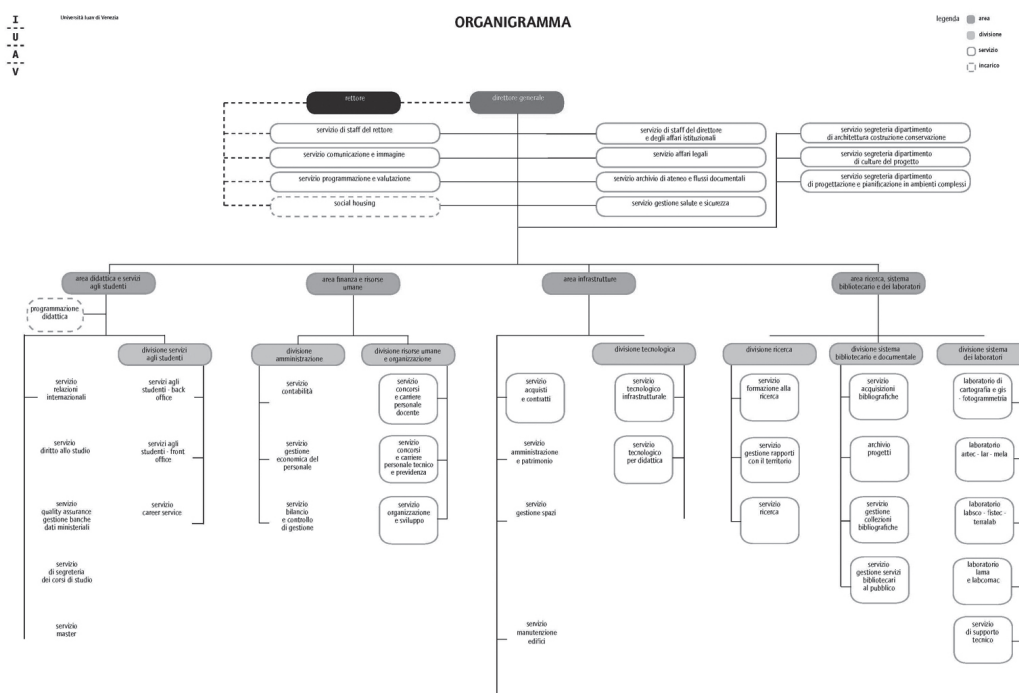 I
U
A
V
Università Iuav di Venezia
ORGANIGRAMMA
legenda
area
divisione
servizio
incarico
rettore
direttore generale
servizio di staff del rettore
servizio comunicazione e immagine
servizio programmazione e valutazione
social housing
servizio di staff del direttore
e degli affari istituzionali
servizio affari legali
servizio archivio di ateneo e flussi documentali
servizio gestione salute e sicurezza
servizio segreteria dipartimento
di architettura costruzione conservazione
servizio segreteria dipartimento
di culture del progetto
servizio segreteria dipartimento
di progettazione e pianificazione in ambienti complessi
area didattica e servizi
agli studenti
programmazione
didattica
divisione servizi
agli studenti
servizio
relazioni
internazionali
servizio
diritto allo studio
servizio
quality assurance
gestione banche
dati ministeriali
servizio
di segreteria
dei corsi di studio
servizio
master
servizi agli
studenti - back
office
servizi agli
studenti - front
office
servizio
career service
area finanza e risorse
umane
divisione
amministrazione
servizio
contabilità
servizio
gestione
economica del
personale
servizio
bilancio
e controllo
di gestione
divisione risorse umane
e organizzazione
servizio
concorsi
e carriere
personale
docente
servizio
concorsi
e carriere
personale tecnico
e previdenza
servizio
organizzazione
e sviluppo
area infrastrutture
servizio
acquisti
e contratti
servizio
amministrazione
e patrimonio
servizio
gestione spazi
servizio
manutenzione
edifici
divisione tecnologica
servizio
tecnologico
infrastrutturale
servizio
tecnologico
per didattica
area ricerca, sistema
bibliotecario e dei laboratori
divisione ricerca
servizio
formazione alla
ricerca
servizio
gestione rapporti
con il territorio
servizio
ricerca
divisione sistema
bibliotecario e documentale
servizio
acquisizioni
bibliografiche
archivio
progetti
servizio
gestione
collezioni
bibliografiche
servizio
gestione servizi
bibliotecari
al pubblico
divisione sistema
dei laboratori
laboratorio di
cartografia e gis
- fotogrammetria
laboratorio
artec - lar - mela
laboratorio
labsco - fistec -
terralab
laboratorio
lama
e labcomac
servizio
di supporto
tecnico